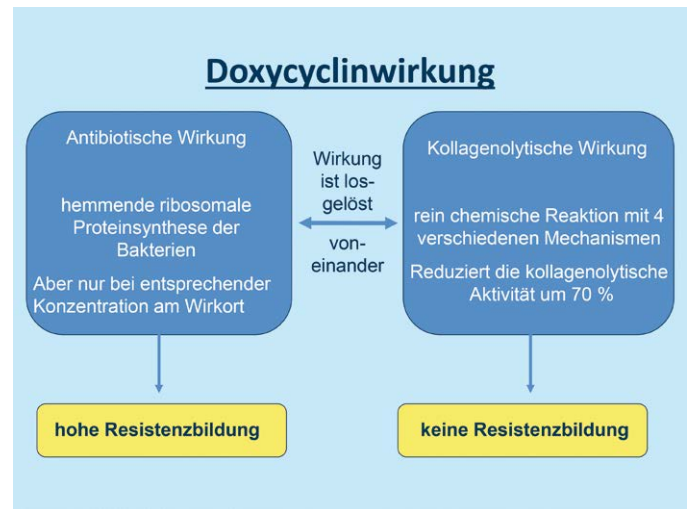 Doxycyclinwirkung
Antibiotische Wirkung
hemmende ribosomale
Proteinsynthese der
Bakterien
Aber nur bei entsprechender
Konzentration am Wirkort
Wirkung
ist los-
gelöst
von-
einander
Kollagenolytische Wirkung
rein chemische Reaktion mit 4
verschiedenen Mechanismen
Reduziert die kollagenolytische
Aktivität um 70 %
hohe Resistenzbildung
keine Resistenzbildung